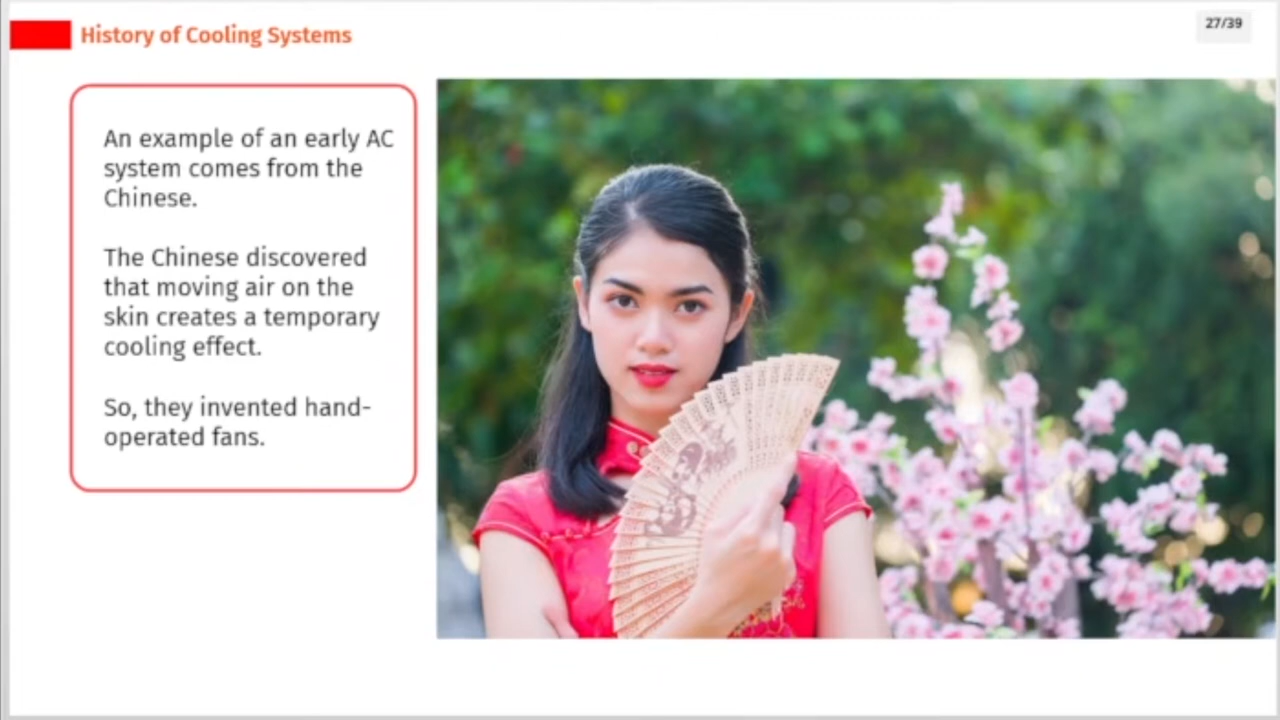 History of Cooling Systems
27/39
An example of an early AC
system comes from the
Chinese.
The Chinese discovered
that moving air on the
skin creates a temporary
cooling effect.
So, they invented hand-
operated fans.